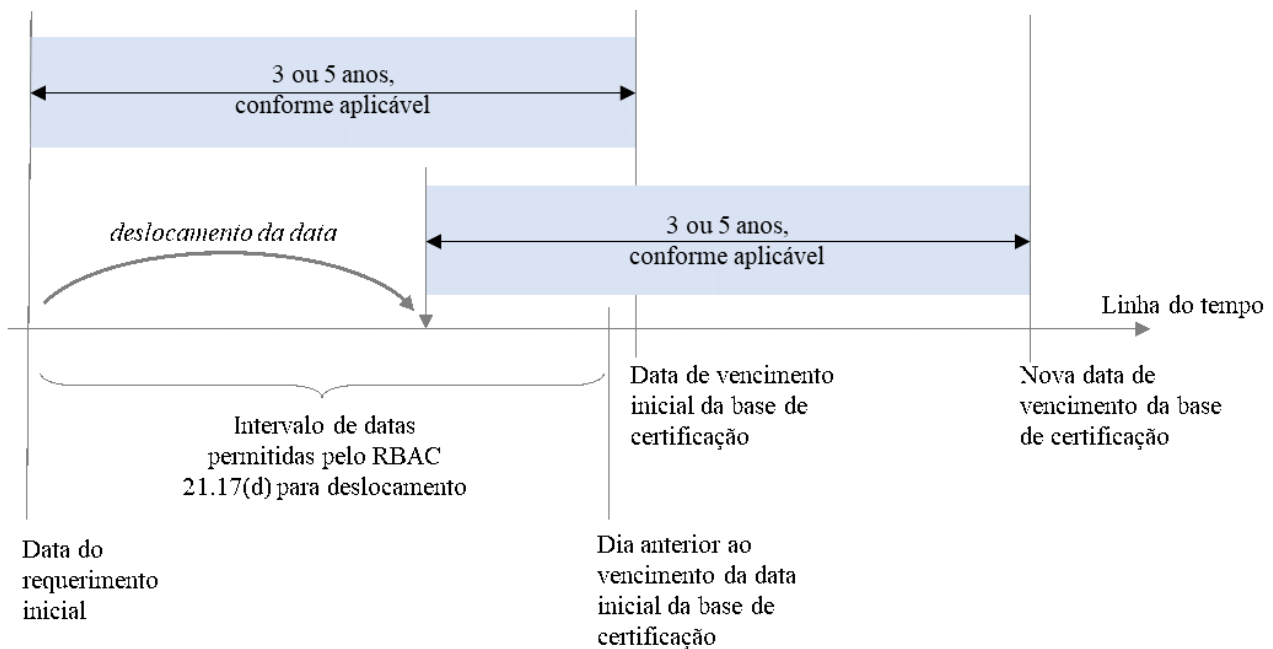 3 ou 5 anos,
conforme aplicável
deslocamento da data
3 ou 5 anos,
conforme aplicável
Linha do tempo
Intervalo de datas
permitidas pelo RBAC
21.17(d) para deslocamento
Data de vencimento
inicial da base de
certificação
Nova data de
vencimento da base
de certificação
Data do
requerimento
inicial
Dia anterior ao
vencimento da data
inicial da base de
certificação